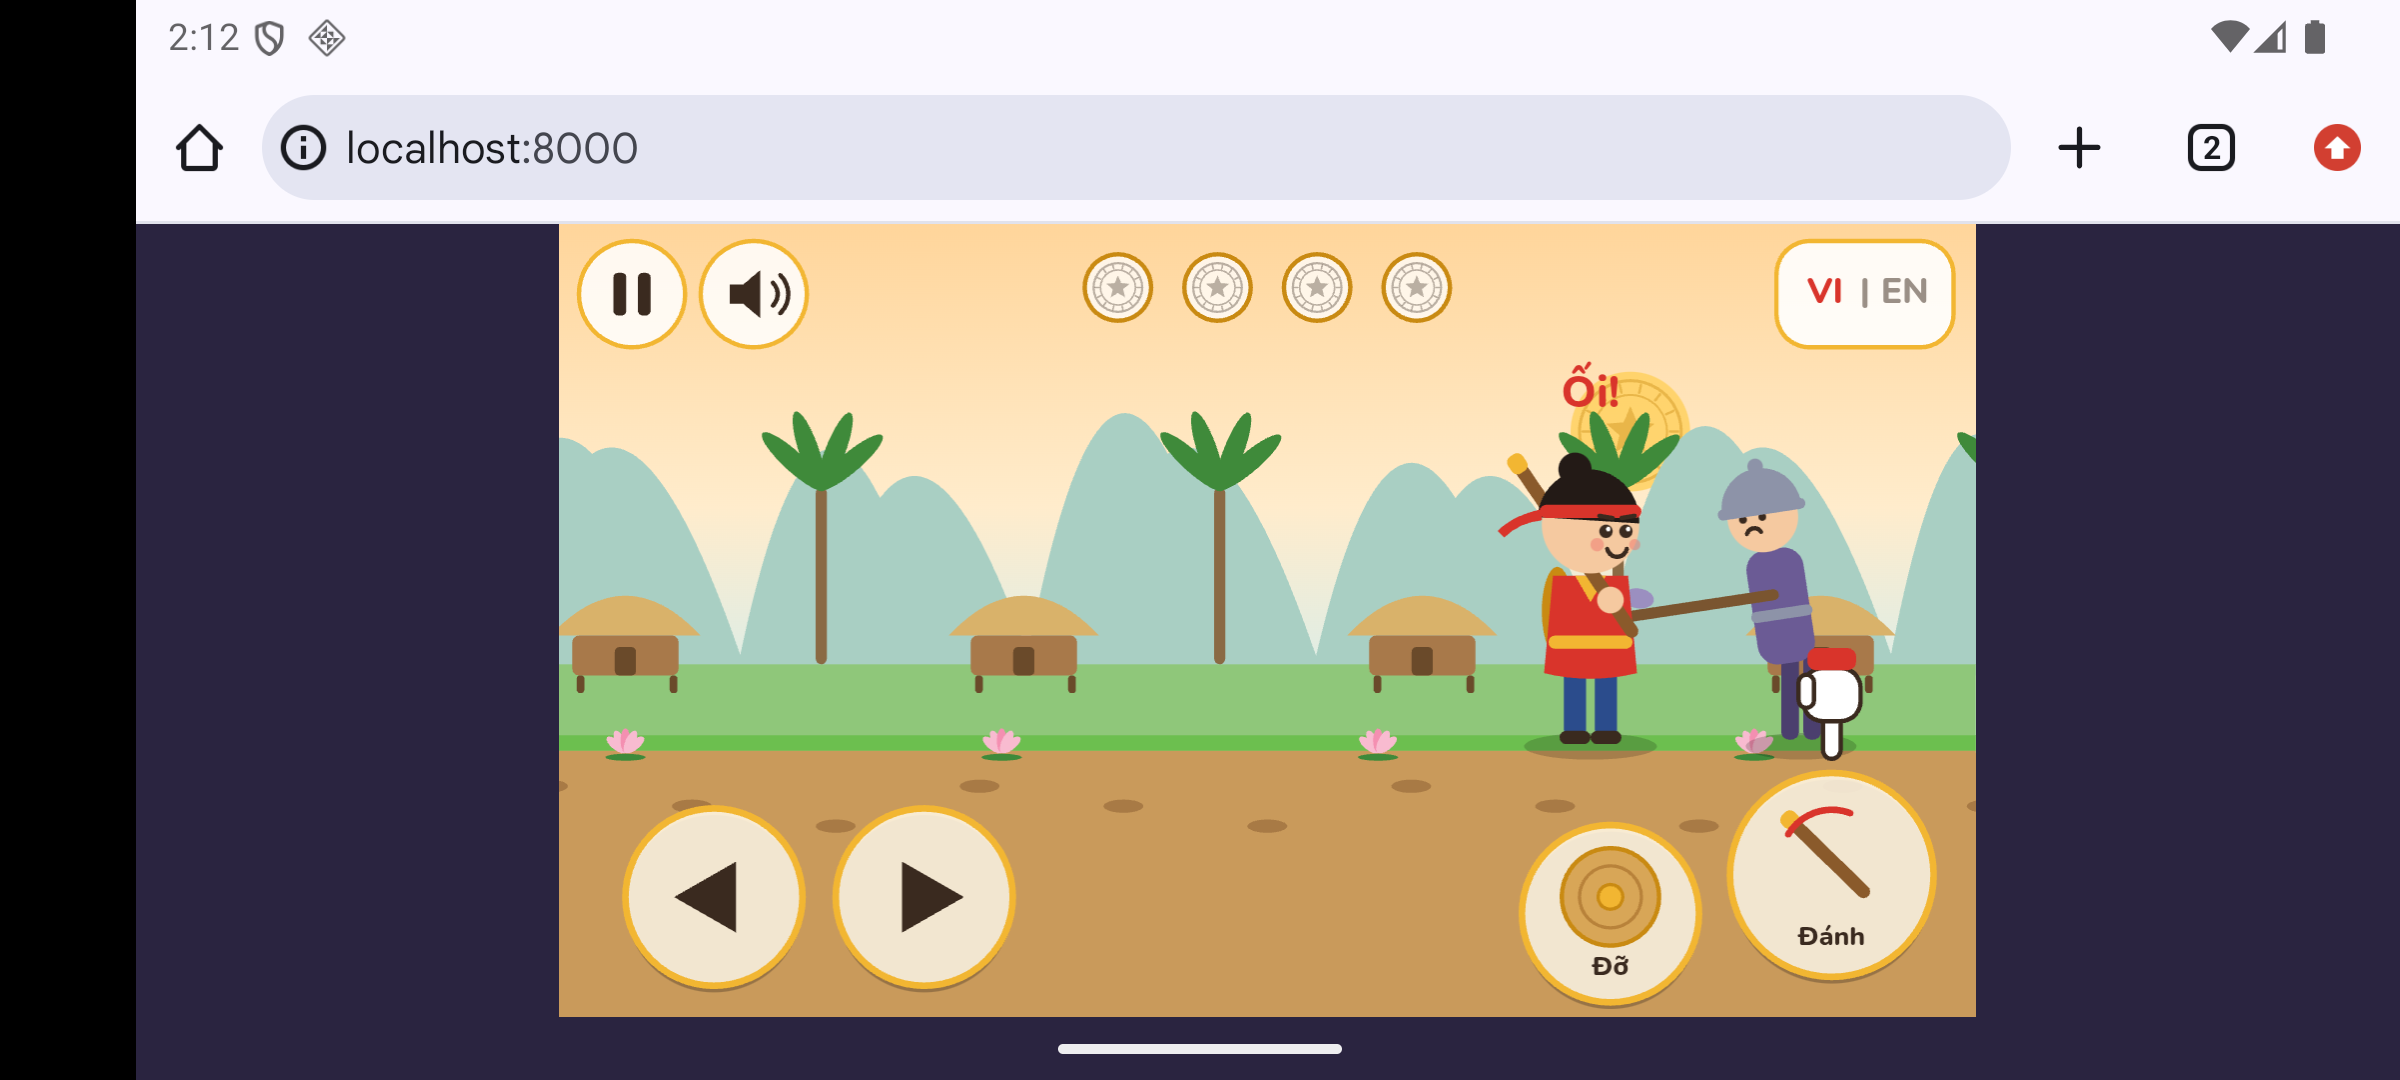 2:12
localhost:8000
2
VI | EN
Ối!
Đỡ
Đánh